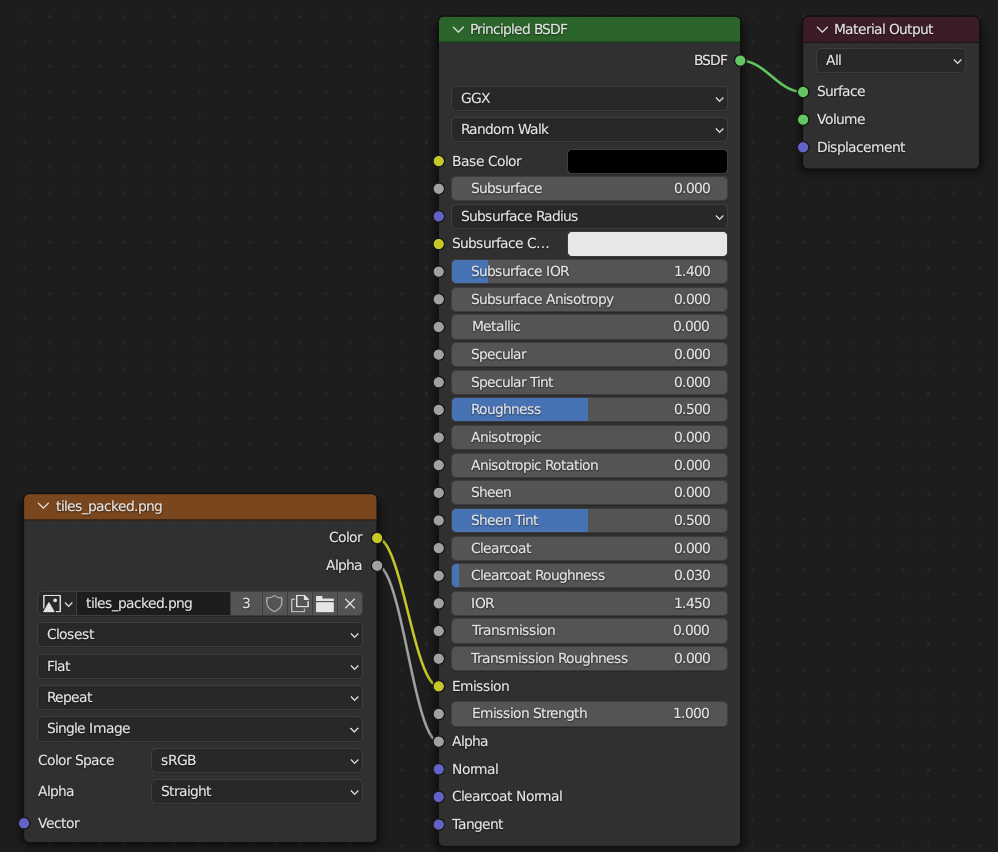 tiles_packed.png
Color
Alpha
tiles_packed.png 3
Closest
Flat
Repeat
Single Image
Color Space sRGB
Alpha Straight
Vector
Principled BSDF
BSDF
GGX
Random Walk
Base Color
Subsurface 0.000
Subsurface Radius
Subsurface C...
Subsurface IOR 1.400
Subsurface Anisotropy 0.000
Metallic 0.000
Specular 0.000
Specular Tint 0.000
Roughness 0.500
Anisotropic 0.000
Anisotropic Rotation 0.000
Sheen 0.000
Sheen Tint 0.500
Clearcoat 0.000
Clearcoat Roughness 0.030
IOR 1.450
Transmission 0.000
Transmission Roughness 0.000
Emission
Emission Strength 1.000
Alpha
Normal
Clearcoat Normal
Tangent
Material Output
All
Surface
Volume
Displacement